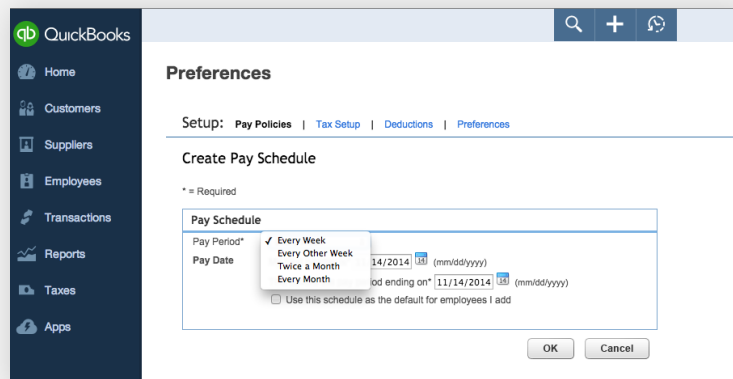 qb QuickBooks
Home
Customers
Suppliers
Employees
Transactions
Reports
Taxes
Apps
Preferences
Setup: Pay Policies | Tax Setup | Deductions | Preferences
Create Pay Schedule
* = Required
Pay Schedule
Pay Period* ✓ Every Week
Every Other Week
Twice a Month
Every Month
Pay Date 14/2014 14 (mm/dd/yyyy)
ending on* 11/14/2014 14 (mm/dd/yyyy)
Use this schedule as the default for employees I add
OK Cancel